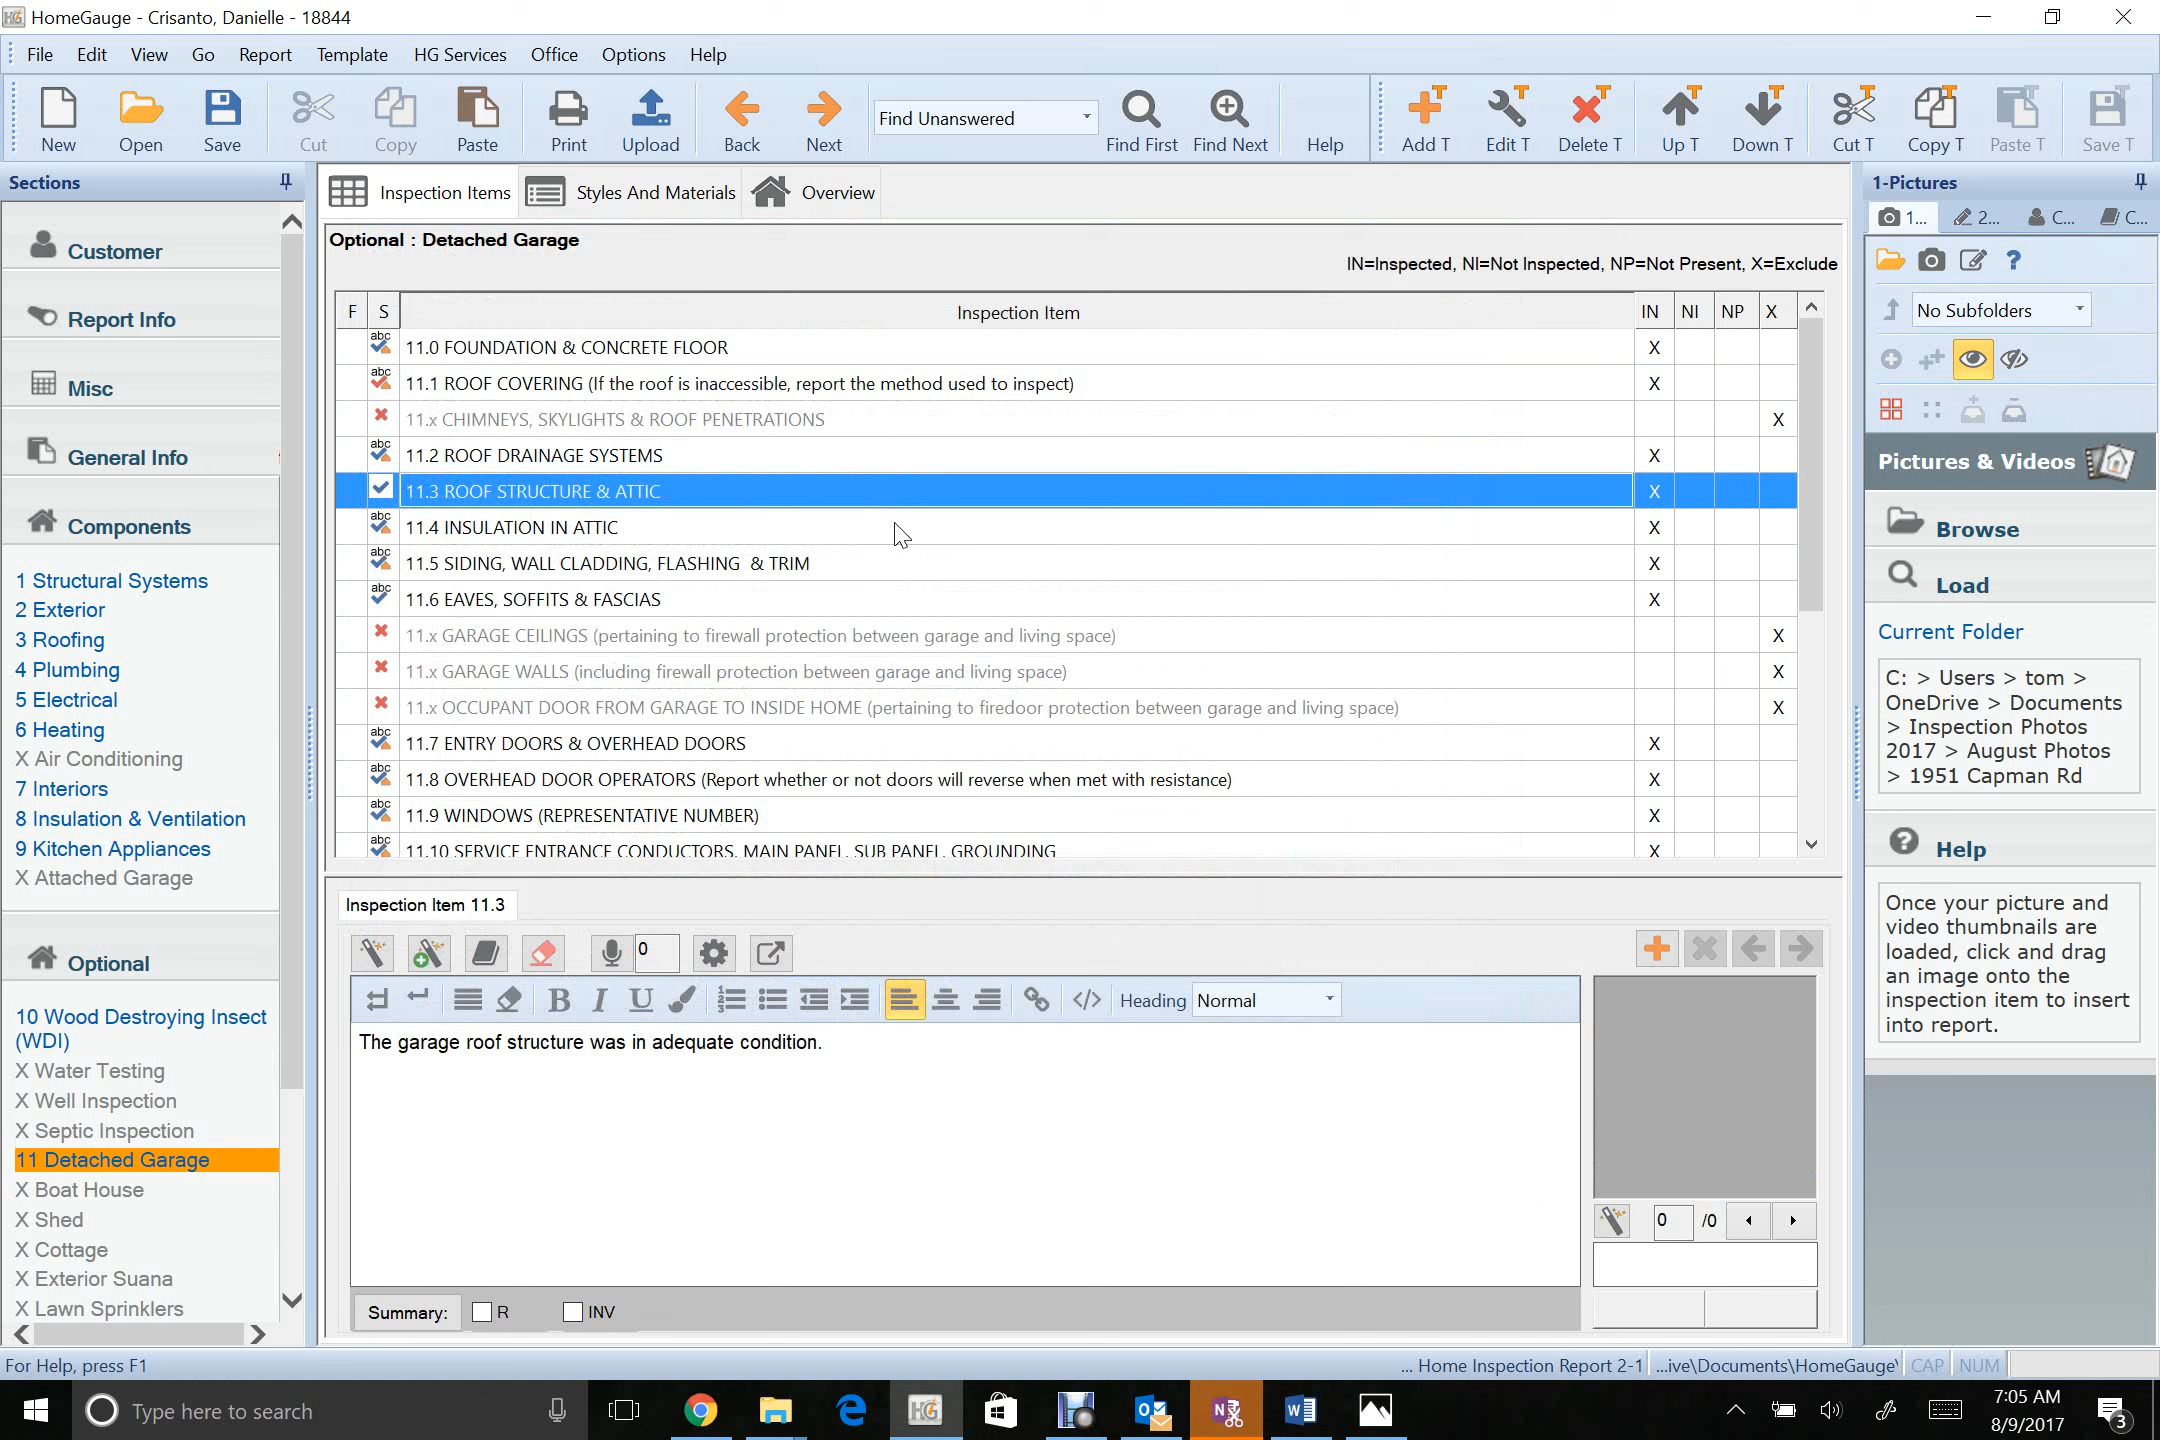 HomeGauge - Crisanto, Danielle - 18844
File Edit View Go Report Template HG Services Office Options Help
New Open Save Cut Copy Paste Print Upload Back Next Find Unanswered Find First Find Next Help Add T Edit T Delete T Up T Down T Cut T Copy T Paste T Save T
Sections
Customer
Report Info
Misc
General Info
Components
1 Structural Systems
2 Exterior
3 Roofing
4 Plumbing
5 Electrical
6 Heating
X Air Conditioning
7 Interiors
8 Insulation & Ventilation
9 Kitchen Appliances
X Attached Garage
Optional
10 Wood Destroying Insect
(WDI)
X Water Testing
X Well Inspection
X Septic Inspection
11 Detached Garage
X Boat House
X Shed
X Cottage
X Exterior Suana
X Lawn Sprinklers
Inspection Items Styles And Materials Overview
Optional : Detached Garage
IN=Inspected, NI=Not Inspected, NP=Not Present, X=Exclude
F S Inspection Item IN NI NP X
abc 11.0 FOUNDATION & CONCRETE FLOOR X
abc 11.1 ROOF COVERING (If the roof is inaccessible, report the method used to inspect) X
11.x CHIMNEYS, SKYLIGHTS & ROOF PENETRATIONS X
abc 11.2 ROOF DRAINAGE SYSTEMS X
11.3 ROOF STRUCTURE & ATTIC X
abc 11.4 INSULATION IN ATTIC X
abc 11.5 SIDING, WALL CLADDING, FLASHING & TRIM X
abc 11.6 EAVES, SOFFITS & FASCIAS X
11.x GARAGE CEILINGS (pertaining to firewall protection between garage and living space) X
11.x GARAGE WALLS (including firewall protection between garage and living space) X
11.x OCCUPANT DOOR FROM GARAGE TO INSIDE HOME (pertaining to firedoor protection between garage and living space) X
abc 11.7 ENTRY DOORS & OVERHEAD DOORS X
abc 11.8 OVERHEAD DOOR OPERATORS (Report whether or not doors will reverse when met with resistance) X
abc 11.9 WINDOWS (REPRESENTATIVE NUMBER) X
abc 11.10 SERVICE ENTRANCE CONDUCTORS, MAIN PANEL, SUB PANEL, GROUNDING X
Inspection Item 11.3
0
B I U Heading Normal
The garage roof structure was in adequate condition.
0 /0
Summary: R INV
1-Pictures
1... 2... C... C...
No Subfolders
Pictures & Videos
Browse
Load
Current Folder
C: > Users > tom >
OneDrive > Documents
> Inspection Photos
2017 > August Photos
> 1951 Capman Rd
Help
Once your picture and
video thumbnails are
loaded, click and drag
an image onto the
inspection item to insert
into report.
For Help, press F1
... Home Inspection Report 2-1 ...ive\Documents\HomeGauge\ CAP NUM
Type here to search
7:05 AM
8/9/2017
3